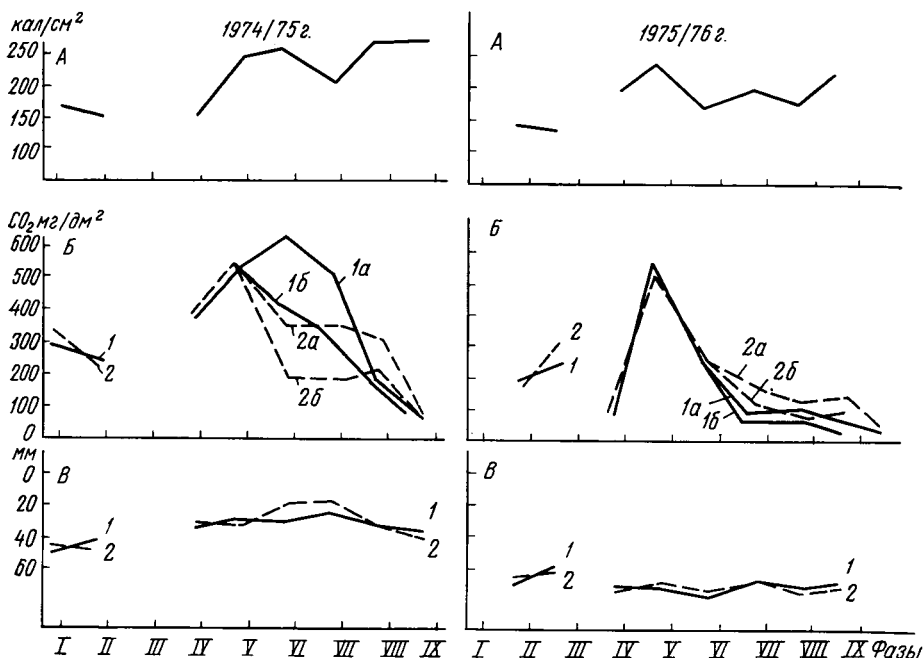 кал/см²
1974/75г.
1975/76г.
250
А
А
200
150
100
CO₂ мг/дм²
600
Б
Б
500
1а
400
1б
300
2а
1
2
2
200
2б
1
2а
2б
100
1а
1б
0
мм
0
В
В
20
40
1
1
2
2
60
1
1
2
2
I II III IV V VI VII VIII IX
I II III IV V VI VII VIII IX Фазы